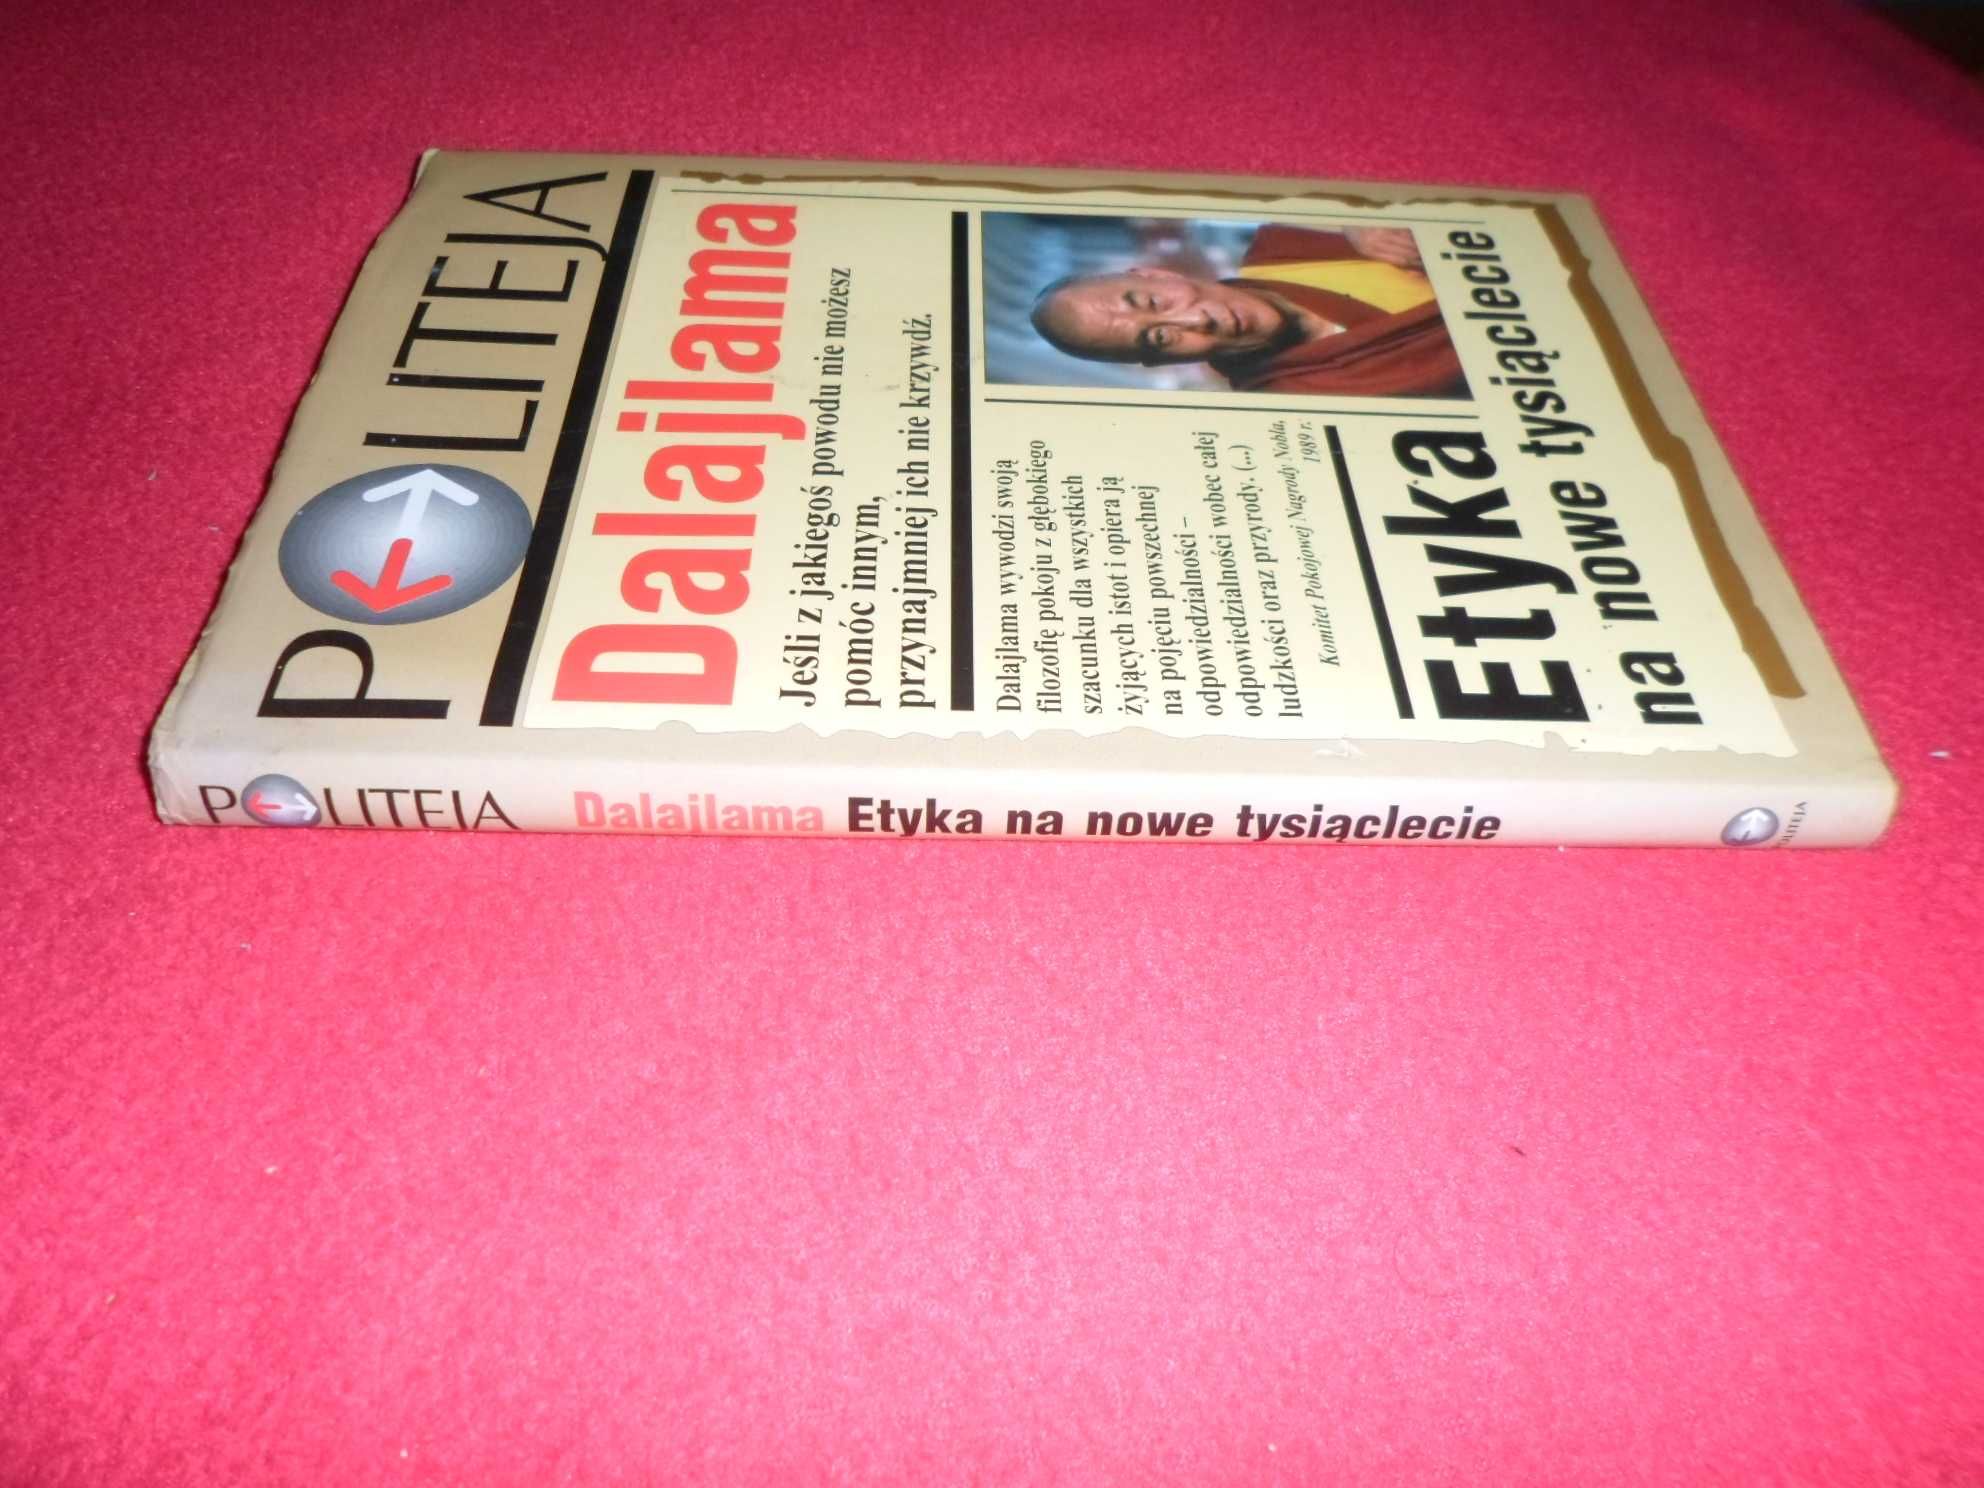 POLITEJA
Dalajlama
Jeśli z jakiegoś powodu nie możesz
pomóc innym,
przynajmniej ich nie krzywdź.
Dalajlama wywodzi swoją
filozofię pokoju z głębokiego
szacunku dla wszystkich
żyjących istot i opiera ją
na pojęciu powszechnej
odpowiedzialności –
odpowiedzialności wobec całej
ludzkości oraz przyrody. (...)
Komitet Pokojowej Nagrody Nobla,
1989 r.
Etyka
na nowe tysiąclecie
POLITEJA Dalajlama Etyka na nowe tysiąclecie
POLITEJA